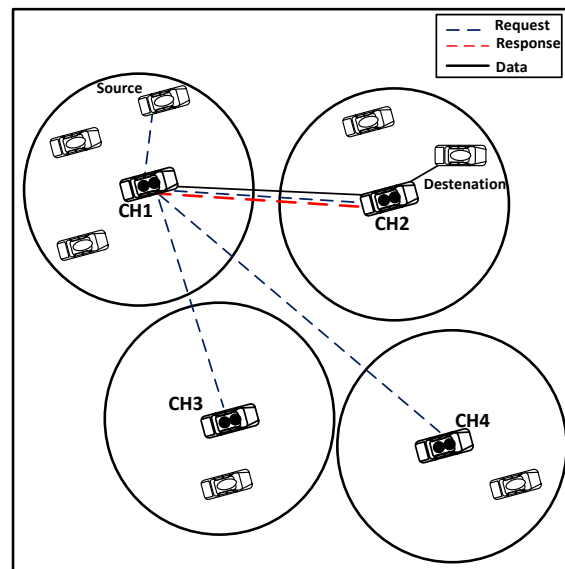 Request
Response
Data
Source
CH1
Destenation
CH2
CH3
CH4